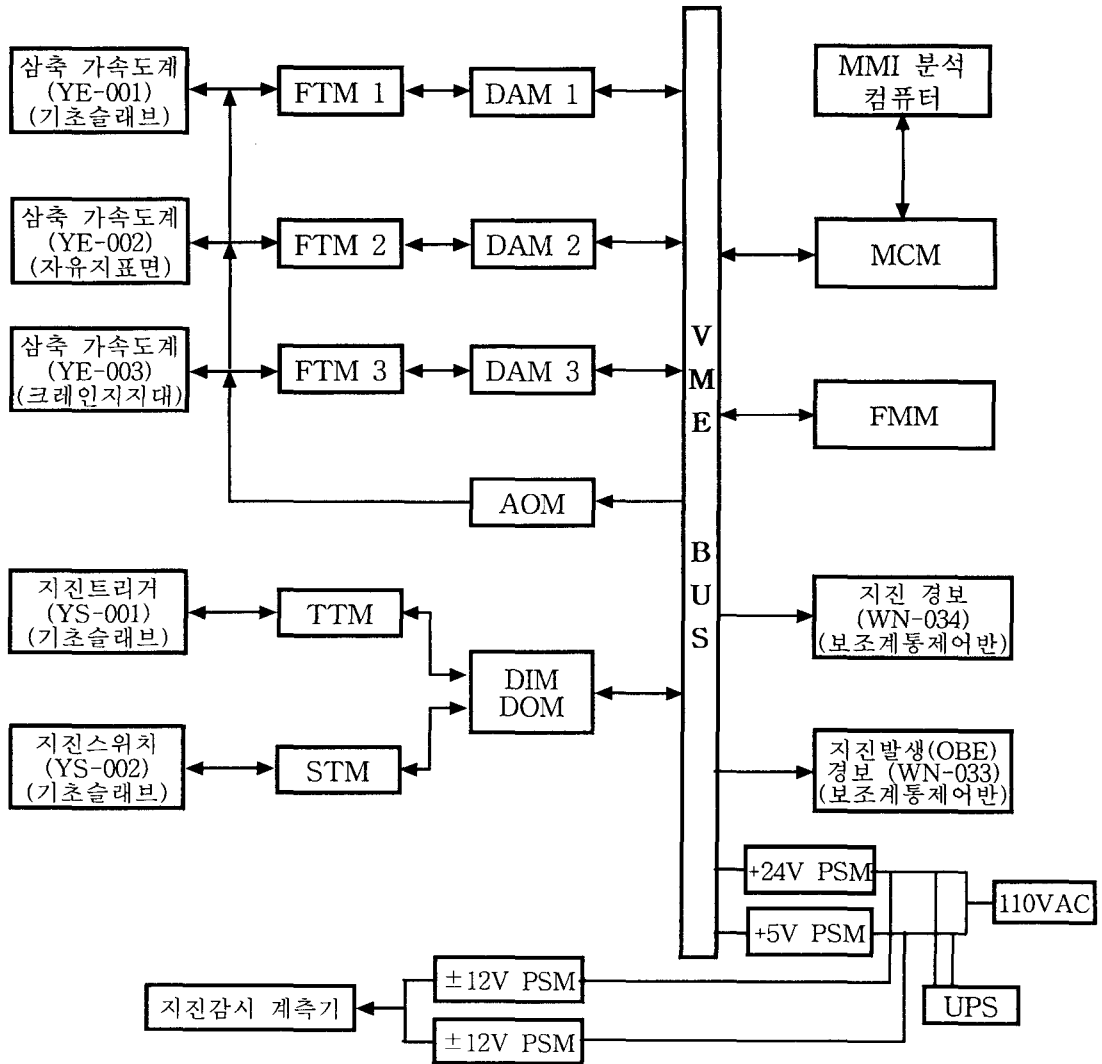 삼축 가속도계
(YE-001)
(기초슬래브)
FTM 1
DAM 1
MMI 분석
컴퓨터
삼축 가속도계
(YE-002)
(자유지표면)
FTM 2
DAM 2
MCM
삼축 가속도계
(YE-003)
(크레인지지대)
FTM 3
DAM 3
V
M
E
B
U
S
FMM
AOM
지진트리거
(YS-001)
(기초슬래브)
TTM
DIM
DOM
지진 경보
(WN-034)
(보조계통제어반)
지진스위치
(YS-002)
(기초슬래브)
STM
지진발생(OBE)
경보 (WN-033)
(보조계통제어반)
+24V PSM
110VAC
+5V PSM
±12V PSM
지진감시 계측기
UPS
±12V PSM